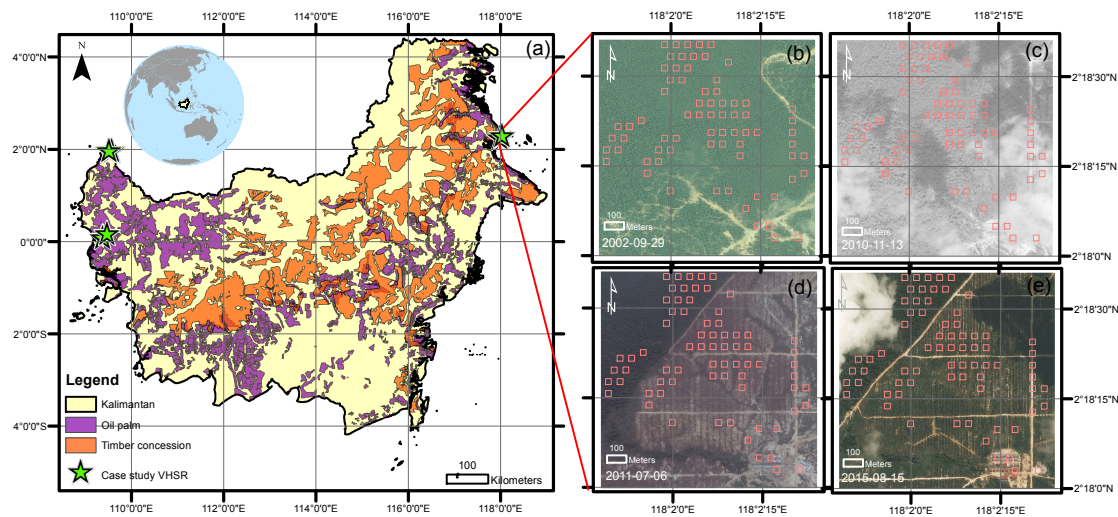 110°0'0"E 112°0'0"E 114°0'0"E 116°0'0"E 118°0'0"E
118°2'0"E 118°2'15"E 118°2'0"E 118°2'15"E
N
(a)
4°0'0"N
2°0'0"N
0°0'0"
2°0'0"S
4°0'0"S
Legend
Kalimantan
Oil palm
Timber concession
Case study VHSR
100
Kilometers
110°0'0"E 112°0'0"E 114°0'0"E 116°0'0"E 118°0'0"E
N
(b)
100
Meters
2002-09-29
N
(c)
100
Meters
2010-11-13
2°18'30"N
2°18'15"N
2°18'0"N
N
(d)
100
Meters
2011-07-06
N
(e)
100
Meters
2015-08-15
2°18'30"N
2°18'15"N
2°18'0"N
118°2'0"E 118°2'15"E 118°2'0"E 118°2'15"E